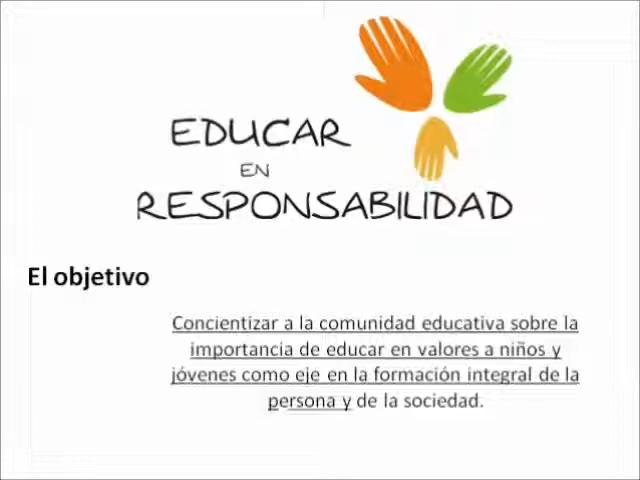 EDUCAR
EN
RESPONSABILIDAD
El objetivo
Concientizar a la comunidad educativa sobre la
importancia de educar en valores a niños y
jóvenes como eje en la formación integral de la
persona y de la sociedad.